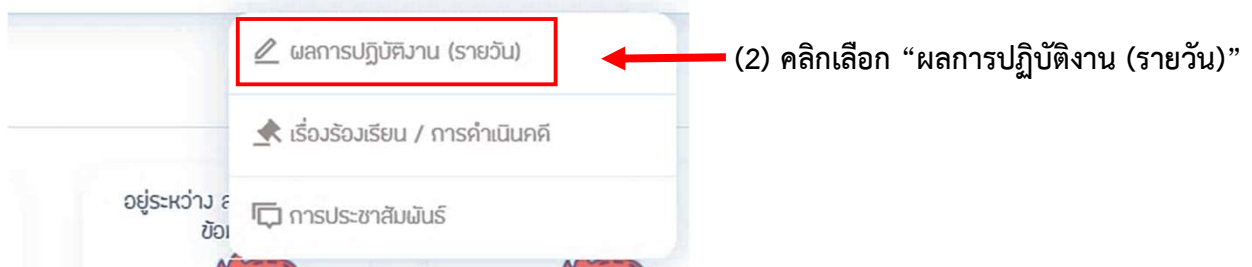 ผลการปฏิบัติงาน (รายวัน)
(2) คลิกเลือก “ผลการปฏิบัติงาน (รายวัน)”
เรื่องร้องเรียน / การดำเนินคดี
อยู่ระหว่าง
การประชาสัมพันธ์